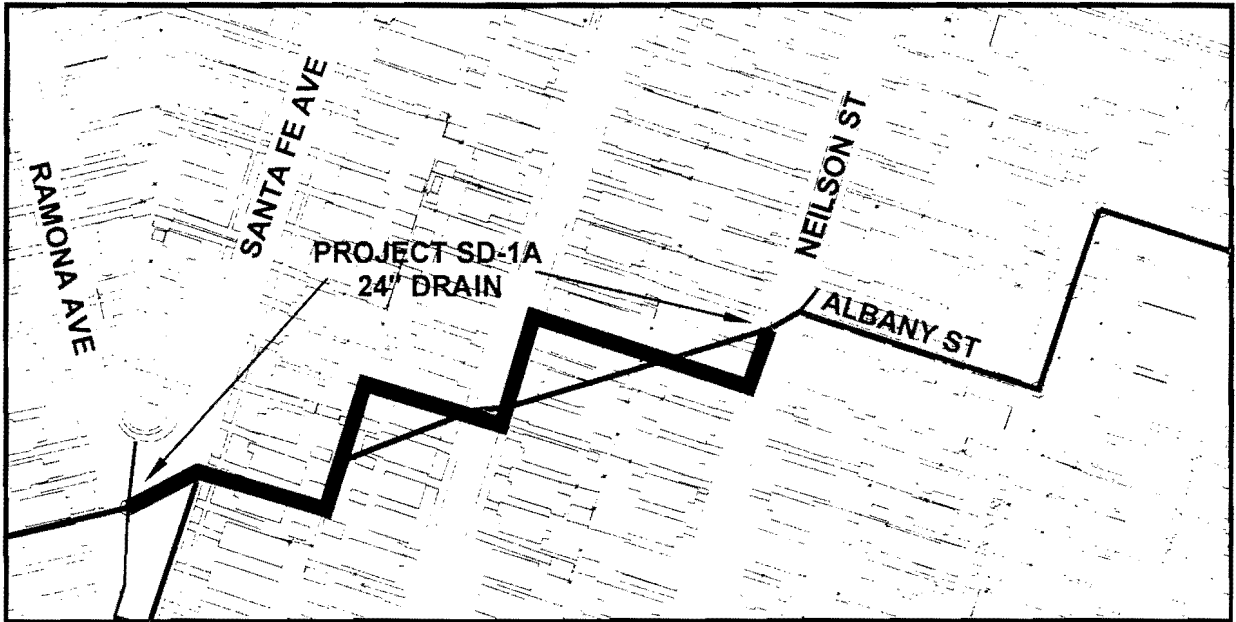 RAMONA AVE
SANTA FE AVE
PROJECT SD-1A
24" DRAIN
NEILSON ST
ALBANY ST